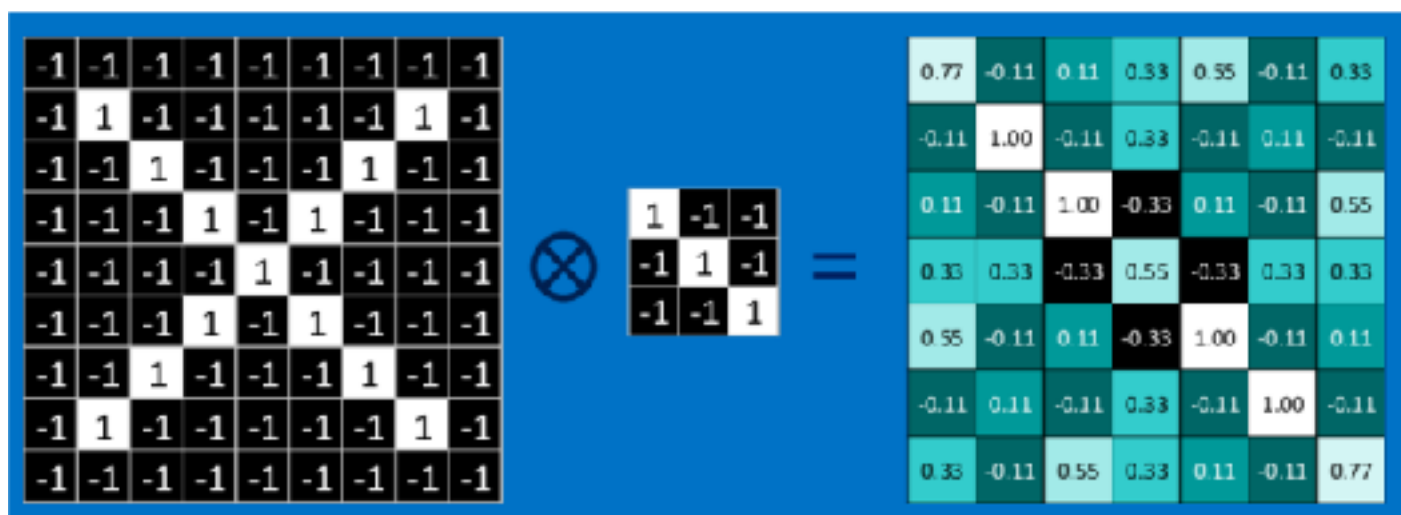 -1 -1 -1 -1 -1 -1 -1 -1 -1
-1 1 -1 -1 -1 -1 -1 1 -1
-1 -1 1 -1 -1 -1 1 -1 -1
-1 -1 -1 1 -1 1 -1 -1 -1
-1 -1 -1 -1 1 -1 -1 -1 -1
-1 -1 -1 1 -1 1 -1 -1 -1
-1 -1 1 -1 -1 -1 1 -1 -1
-1 1 -1 -1 -1 -1 -1 1 -1
-1 -1 -1 -1 -1 -1 -1 -1 -1
⊗
1 -1 -1
-1 1 -1
-1 -1 1
=
0.77 -0.11 0.11 0.33 0.55 -0.11 0.33
-0.11 1.00 -0.11 0.33 -0.11 0.11 -0.11
0.11 -0.11 1.00 -0.33 0.11 -0.11 0.55
0.33 0.33 -0.33 0.55 -0.33 0.33 0.33
0.55 -0.11 0.11 -0.33 1.00 -0.11 0.11
-0.11 0.11 -0.11 0.33 -0.11 1.00 -0.11
0.33 -0.11 0.55 0.33 0.11 -0.11 0.77